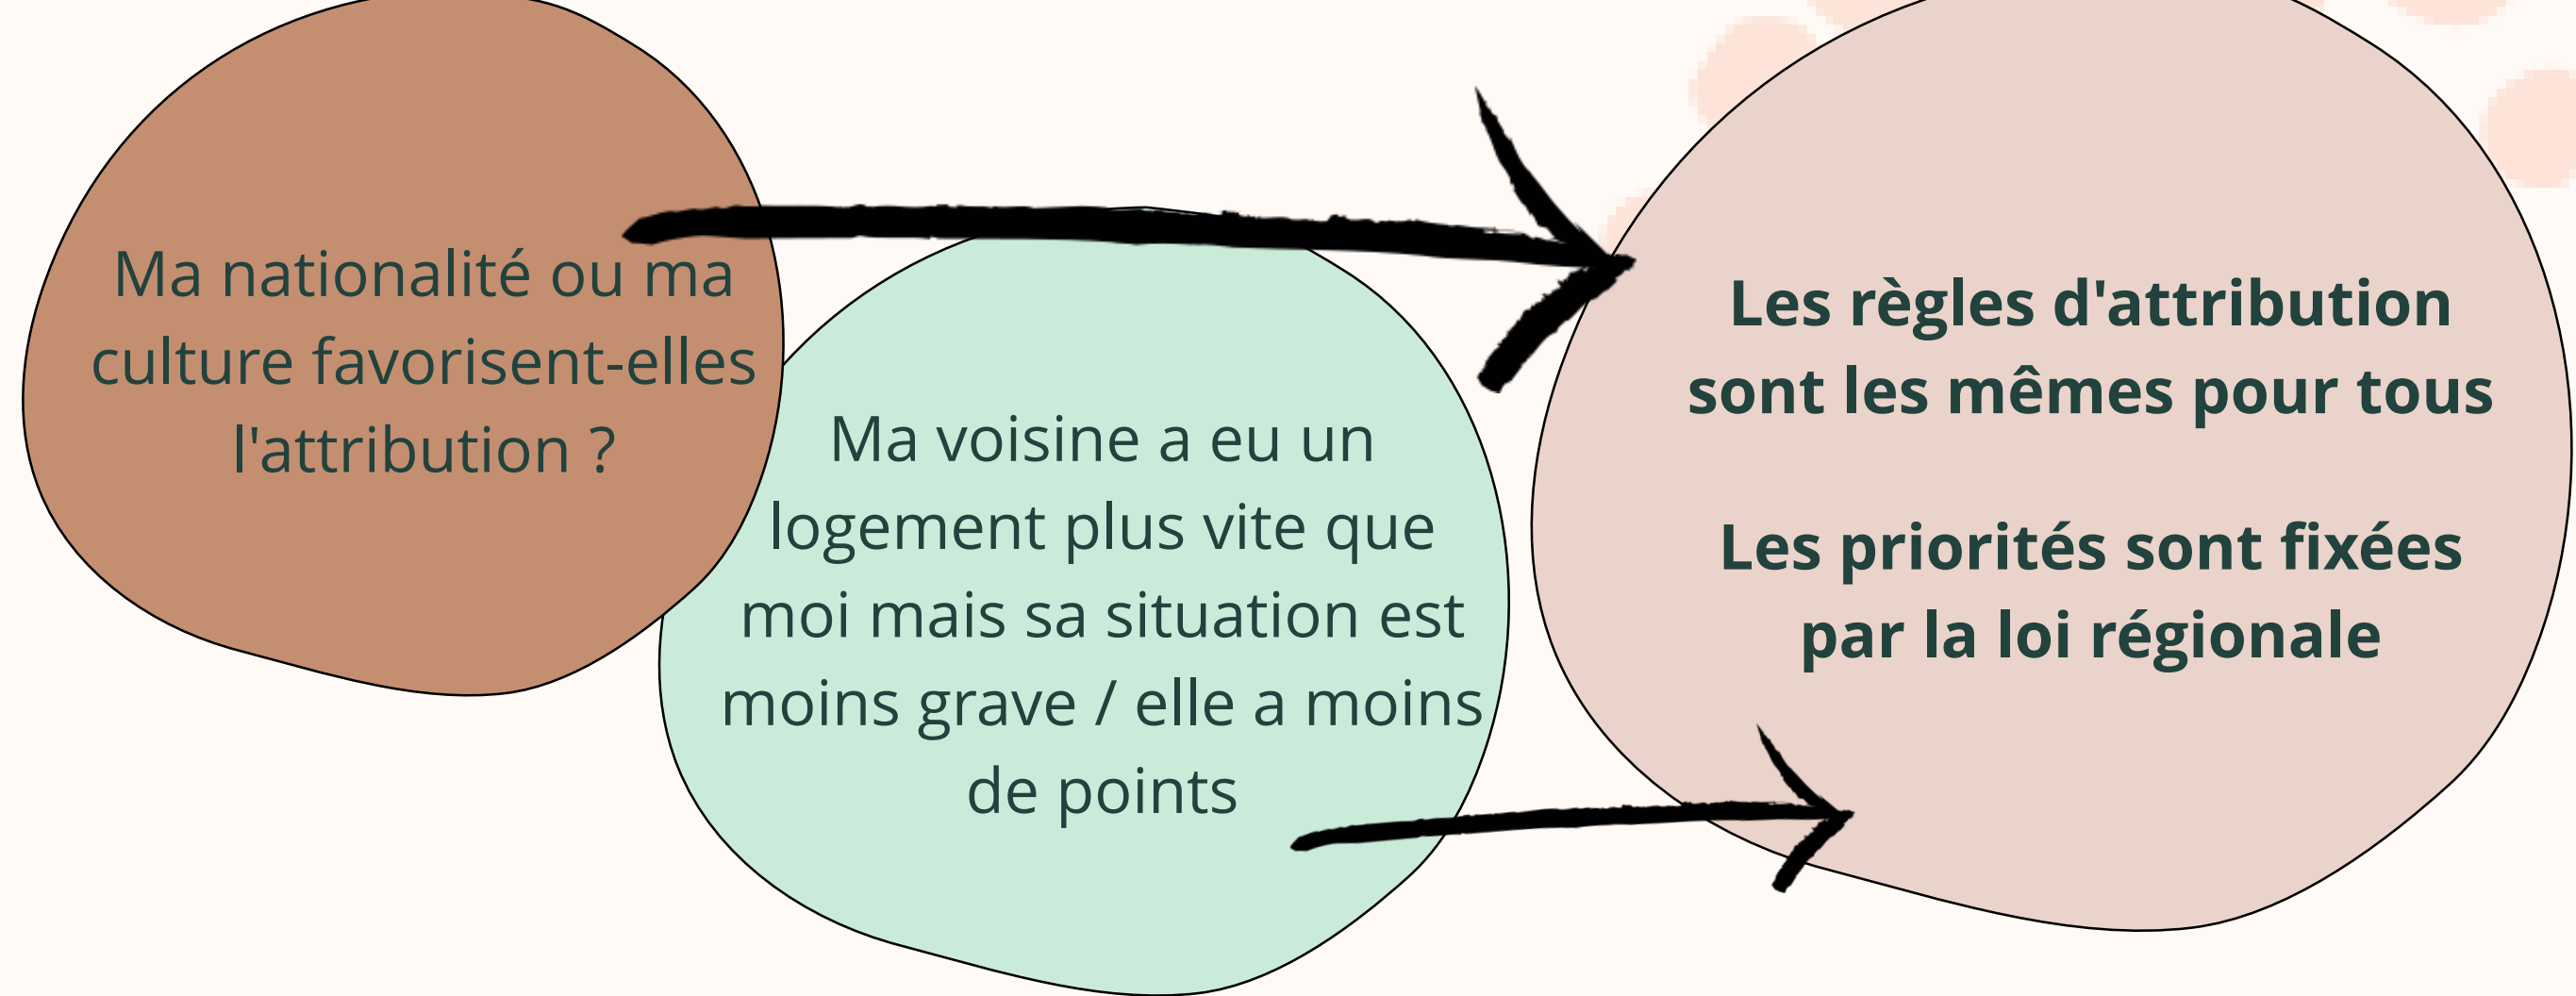 Ma nationalité ou ma
culture favorisent-elles
l'attribution ?
Ma voisine a eu un
logement plus vite que
moi mais sa situation est
moins grave / elle a moins
de points
Les règles d'attribution
sont les mêmes pour tous
Les priorités sont fixées
par la loi régionale